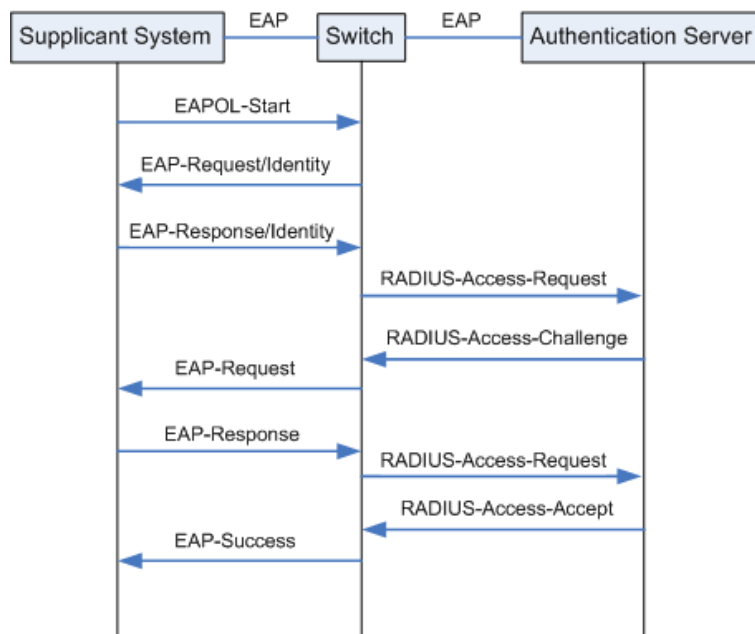 EAP
EAP
Supplicant System
Switch
Authentication Server
EAPOL-Start
EAP-Request/Identity
EAP-Response/Identity
RADIUS-Access-Request
RADIUS-Access-Challenge
EAP-Request
EAP-Response
RADIUS-Access-Request
RADIUS-Access-Accept
EAP-Success